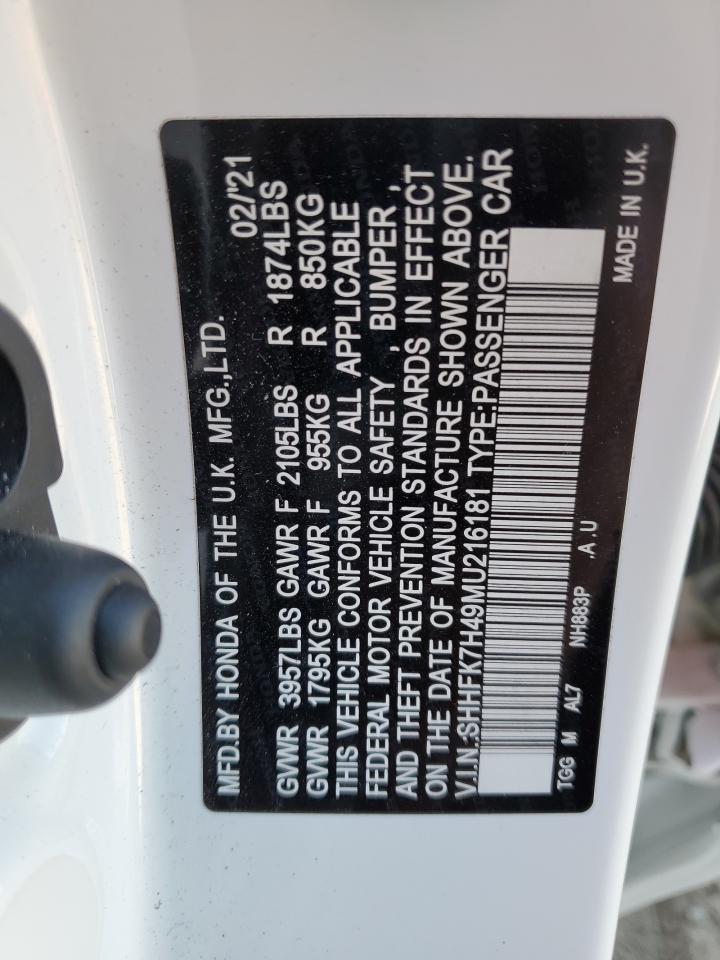 MFD.BY HONDA OF THE U.K. MFG.,LTD. 02/'21
GVWR 3957LBS GAWR F 2105LBS R 1874LBS
GVWR 1795KG GAWR F 955KG R 850KG
THIS VEHICLE CONFORMS TO ALL APPLICABLE
FEDERAL MOTOR VEHICLE SAFETY , BUMPER ,
AND THEFT PREVENTION STANDARDS IN EFFECT
ON THE DATE OF MANUFACTURE SHOWN ABOVE.
V.I.N.:SHHFK7H49MU216181 TYPE:PASSENGER CAR
TGG M AL7 NH883P .A .U
MADE IN U.K.